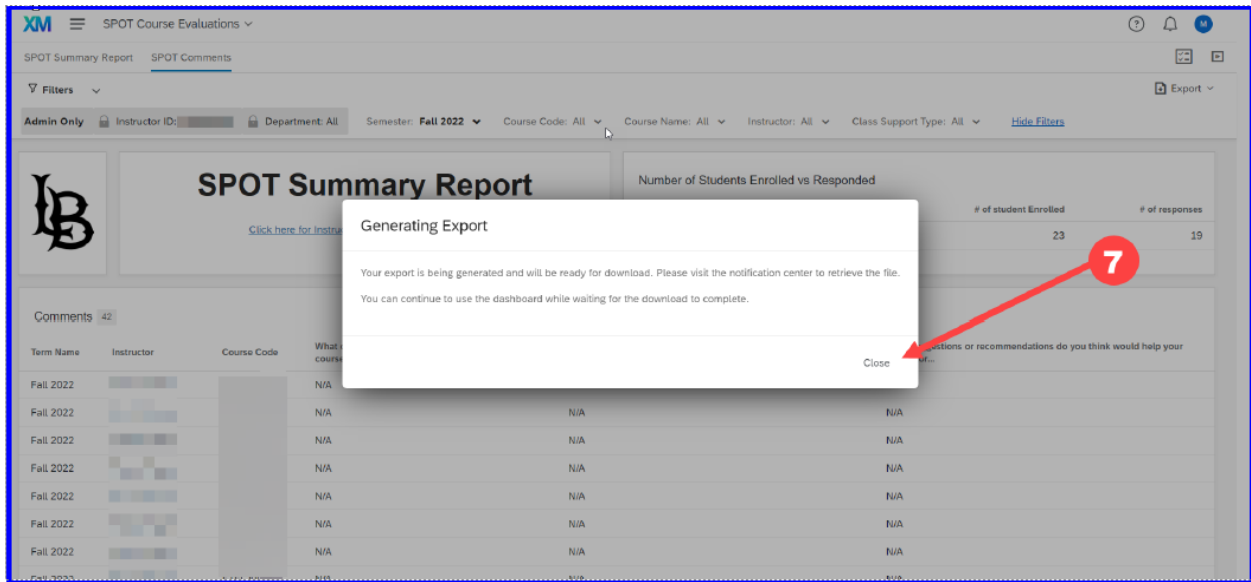 XM SPOT Course Evaluations
M
SPOT Summary Report SPOT Comments
Filters
Export
Admin Only Instructor ID: Department: All Semester: Fall 2022 Course Code: All Course Name: All Instructor: All Class Support Type: All Hide Filters
LB
SPOT Summary Report
Click here for
Number of Students Enrolled vs Responded
# of student Enrolled # of responses
23 19
Generating Export
Your export is being generated and will be ready for download. Please visit the notification center to retrieve the file.
You can continue to use the dashboard while waiting for the download to complete.
Close
7
Comments 42
Term Name Instructor Course Code What or recommendations do you think would help your
Fall 2022 N/A
Fall 2022 N/A N/A N/A
Fall 2022 N/A N/A N/A
Fall 2022 N/A N/A N/A
Fall 2022 N/A N/A N/A
Fall 2022 N/A N/A N/A
Fall 2022 N/A N/A N/A
Fall 2022 N/A N/A N/A